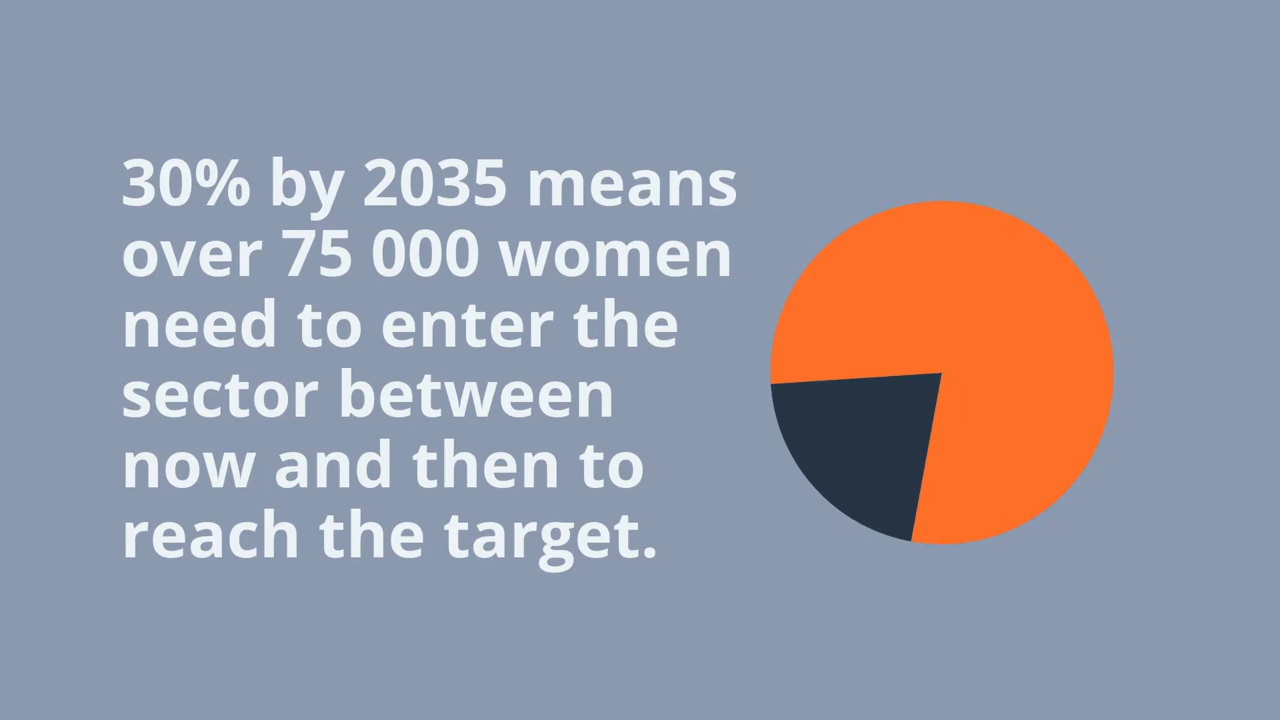 30% by 2035 means
over 75 000 women
need to enter the
sector between
now and then to
reach the target.